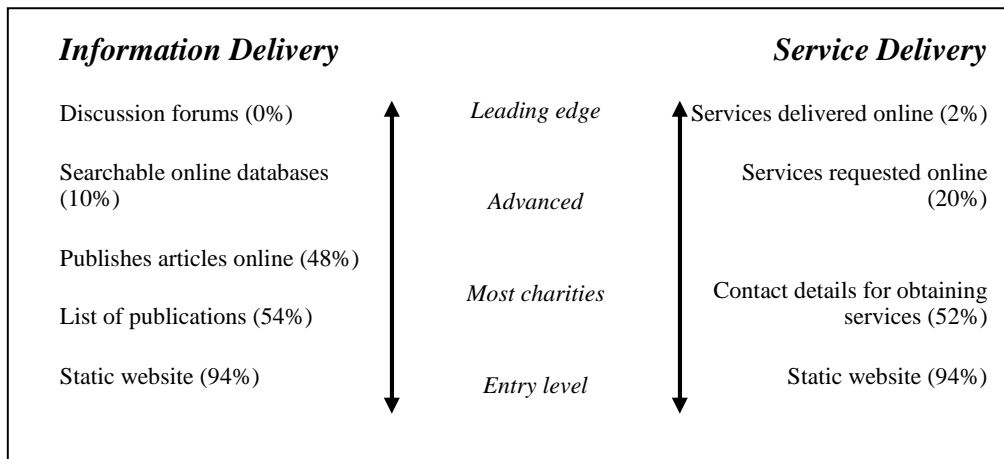 Information Delivery
Service Delivery
Discussion forums (0%)
Leading edge
Services delivered online (2%)
Searchable online databases
(10%)
Advanced
Services requested online
(20%)
Publishes articles online (48%)
Most charities
List of publications (54%)
Contact details for obtaining
services (52%)
Static website (94%)
Entry level
Static website (94%)